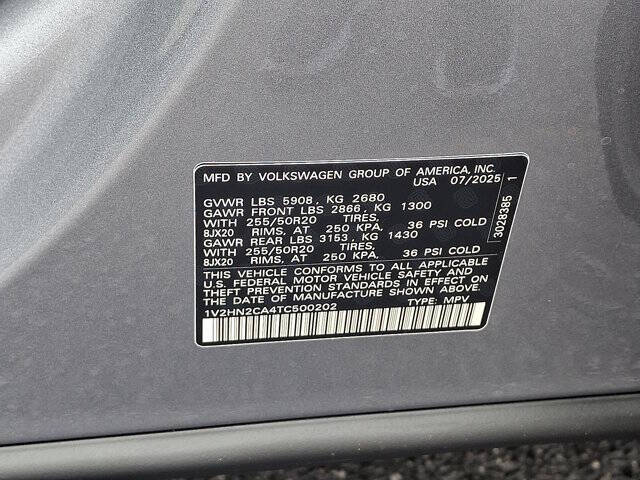 MFD BY VOLKSWAGEN GROUP OF AMERICA, INC.
USA 07/2025
GVWR LBS 5908, KG 2680
GAWR FRONT LBS 2866, KG 1300
WITH 255/50R20 TIRES,
8JX20 RIMS, AT 250 KPA, 36 PSI COLD
GAWR REAR LBS 3153, KG 1430
WITH 255/50R20 TIRES,
8JX20 RIMS, AT 250 KPA, 36 PSI COLD
THIS VEHICLE CONFORMS TO ALL APPLICABLE
U.S. FEDERAL MOTOR VEHICLE SAFETY AND
THEFT PREVENTION STANDARDS IN EFFECT ON
THE DATE OF MANUFACTURE SHOWN ABOVE.
1V2HN2CA4TC500202 TYPE: MPV
3028385 1